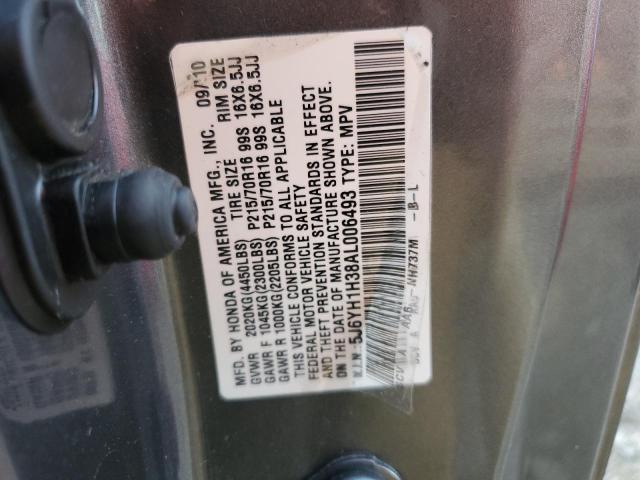 MFD. BY HONDA OF AMERICA MFG., INC. 09/10
TIRE SIZE RIM SIZE
GVWR 2020KG(4450LBS) P215/70R16 99S 16X6.5JJ
GAWR F 1045KG(2300LBS) P215/70R16 99S 16X6.5JJ
GAWR R 1000KG(2205LBS)
THIS VEHICLE CONFORMS TO ALL APPLICABLE
FEDERAL MOTOR VEHICLE SAFETY
AND THEFT PREVENTION STANDARDS IN EFFECT
ON THE DATE OF MANUFACTURE SHOWN ABOVE.
V.I.N: 5J6YH1H38AL006493 TYPE: MPV
NH737M -B-L